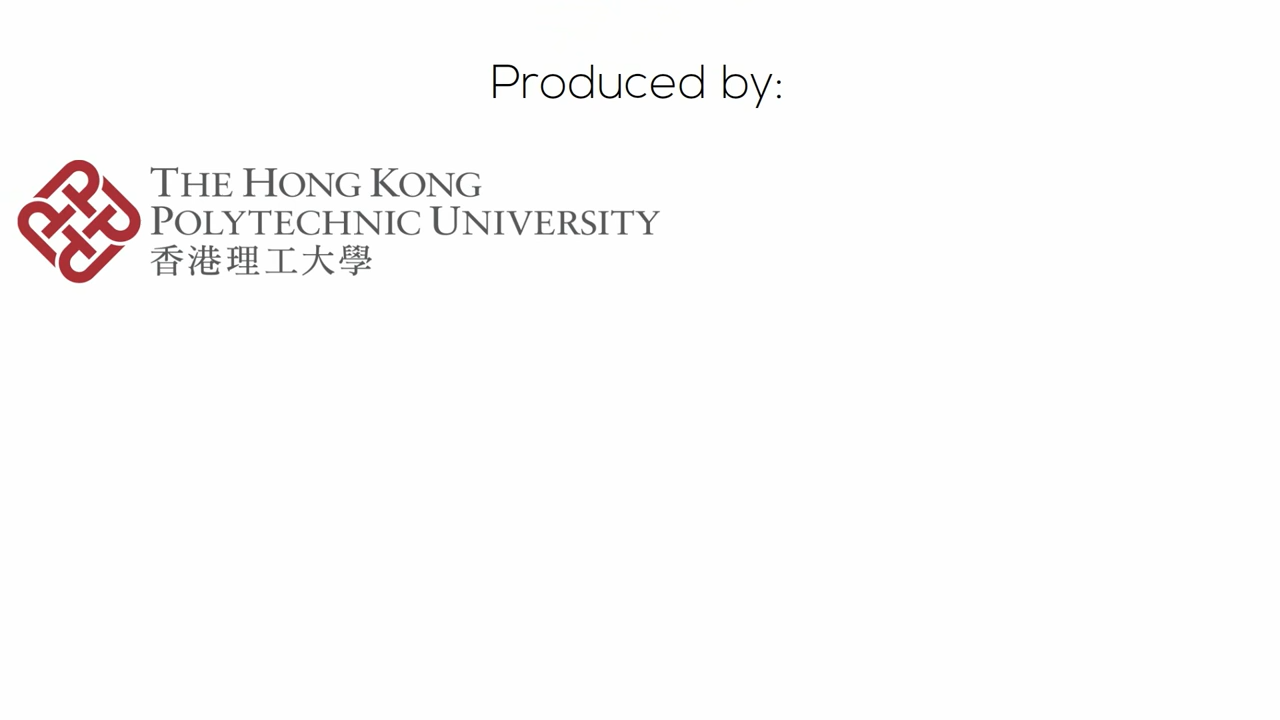 Produced by:
THE HONG KONG
POLYTECHNIC UNIVERSITY
香港理工大學